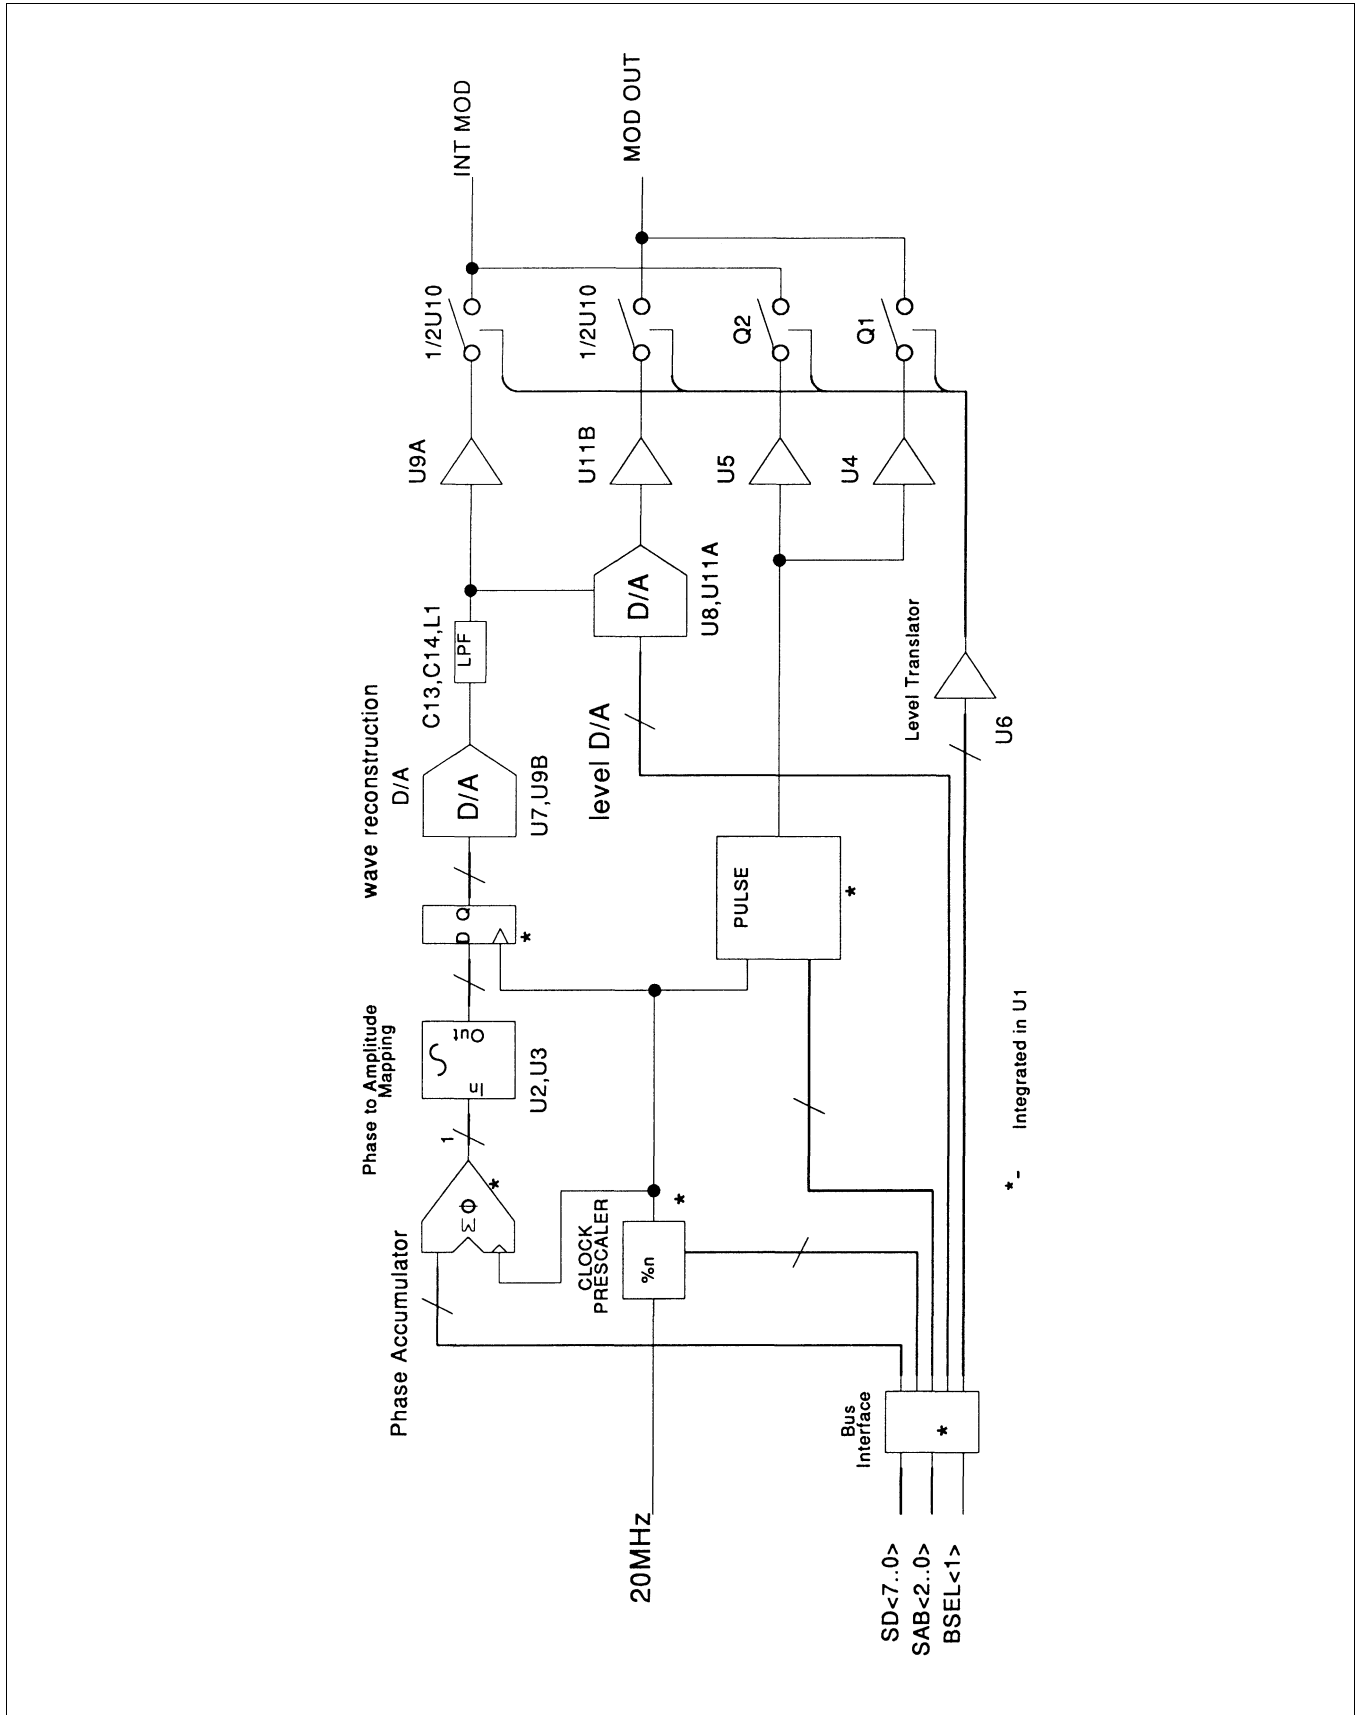 Phase Accumulator
Phase to Amplitude
Mapping
wave reconstruction
D/A
C13,C14,L1
U9A
1/2U10
INT MOD
ΣΦ
*
1
In
Out
U2,U3
D Q
*
D/A
U7,U9B
LPF
level D/A
D/A
U8,U11A
U11B
1/2U10
MOD OUT
20MHz
CLOCK
PRESCALER
%n
*
PULSE
*
U5
Q2
U4
Q1
Bus
Interface
*
SD<7..0>
SAB<2..0>
BSEL<1>
Level Translator
U6
*- Integrated in U1